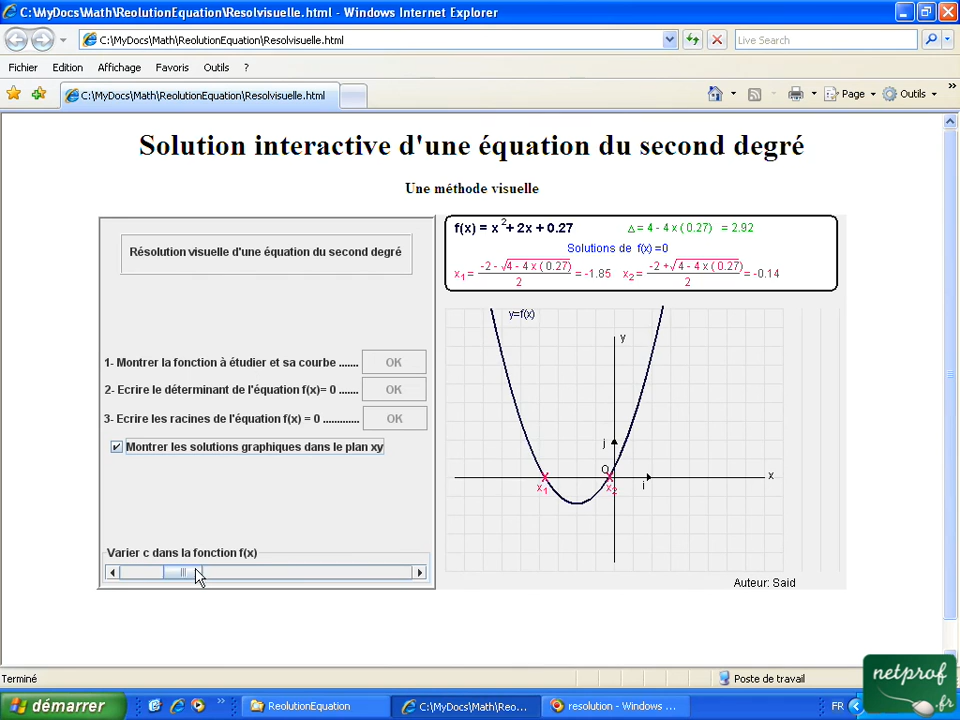 C:\MyDocs\Math\ReolutionEquation\Resolvisuelle.html - Windows Internet Explorer
C:\MyDocs\Math\ReolutionEquation\Resolvisuelle.html
Live Search
Fichier Edition Affichage Favoris Outils ?
C:\MyDocs\Math\ReolutionEquation\Resolvisuelle.html
Page Outils »
Solution interactive d'une équation du second degré
Une méthode visuelle
Résolution visuelle d'une équation du second degré
1- Montrer la fonction à étudier et sa courbe ....... OK
2- Ecrire le déterminant de l'équation f(x)= 0 ....... OK
3- Ecrire les racines de l'équation f(x) = 0 ............. OK
Montrer les solutions graphiques dans le plan xy
Varier c dans la fonction f(x)
f(x) = x²+ 2x + 0.27 Δ = 4 - 4 x ( 0.27) = 2.92
Solutions de f(x) =0
x₁ = -2 - √4 - 4 x ( 0.27) / 2 = -1.85 x₂ = -2 + √4 - 4 x ( 0.27) / 2 = -0.14
y=f(x)
y
j
O
x
x₁
x₂
i
Auteur: Said
Terminé
Poste de travail
démarrer » ReolutionEquation C:\MyDocs\Math\Reo... resolution - Windows ... FR
netprof
.fr